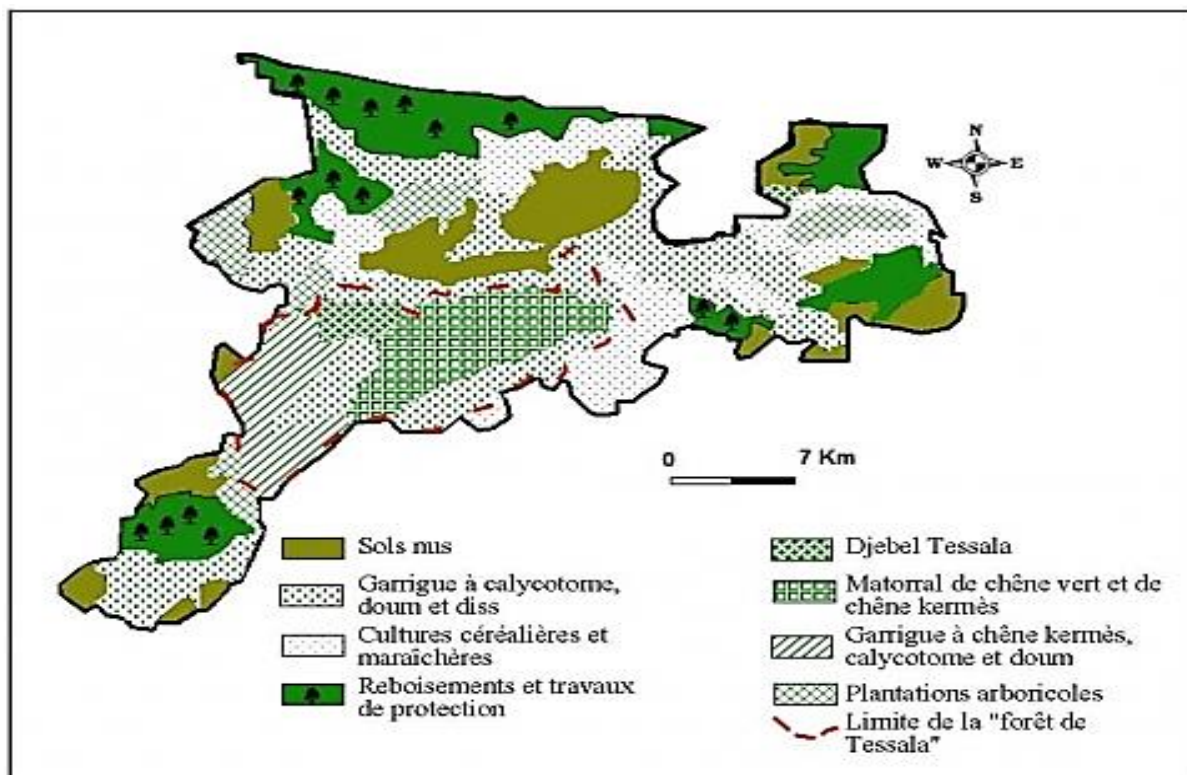 N
W E
S
0 7 Km
Sols nus
Garrigue à calycotome,
doum et diss
Cultures céréalières et
maraîchères
Reboisements et travaux
de protection
Djebel Tessala
Matorral de chêne vert et de
chêne kermès
Garrigue à chêne kermès,
calycotome et doum
Plantations arboricoles
Limite de la "forêt de
Tessala"